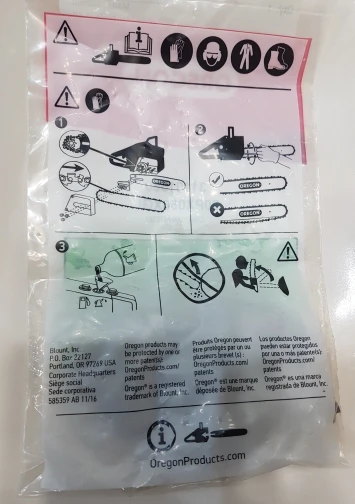 1
2
OREGON
OREGON
OREGON
3
Blount, Inc.
P.O. Box 22127
Portland, OR 97269 USA
Corporate Headquarters
Siège social
Sede corporativa
585359 AB 11/16
Oregon products may
be protected by one or
more patent(s):
OregonProducts.com/
patents
Oregon® is a registered
trademark of Blount, Inc.
Produits Oregon peuvent
être protégés par un ou
plusieurs brevet (s) :
OregonProducts.com/
patents
Oregon® est une marque
déposée de Blount, Inc.
Los productos Oregon
pueden estar protegidos
por una o más patente(s):
OregonProducts.com/
patents
Oregon® es una marca
registrada de Blount, Inc.
OregonProducts.com